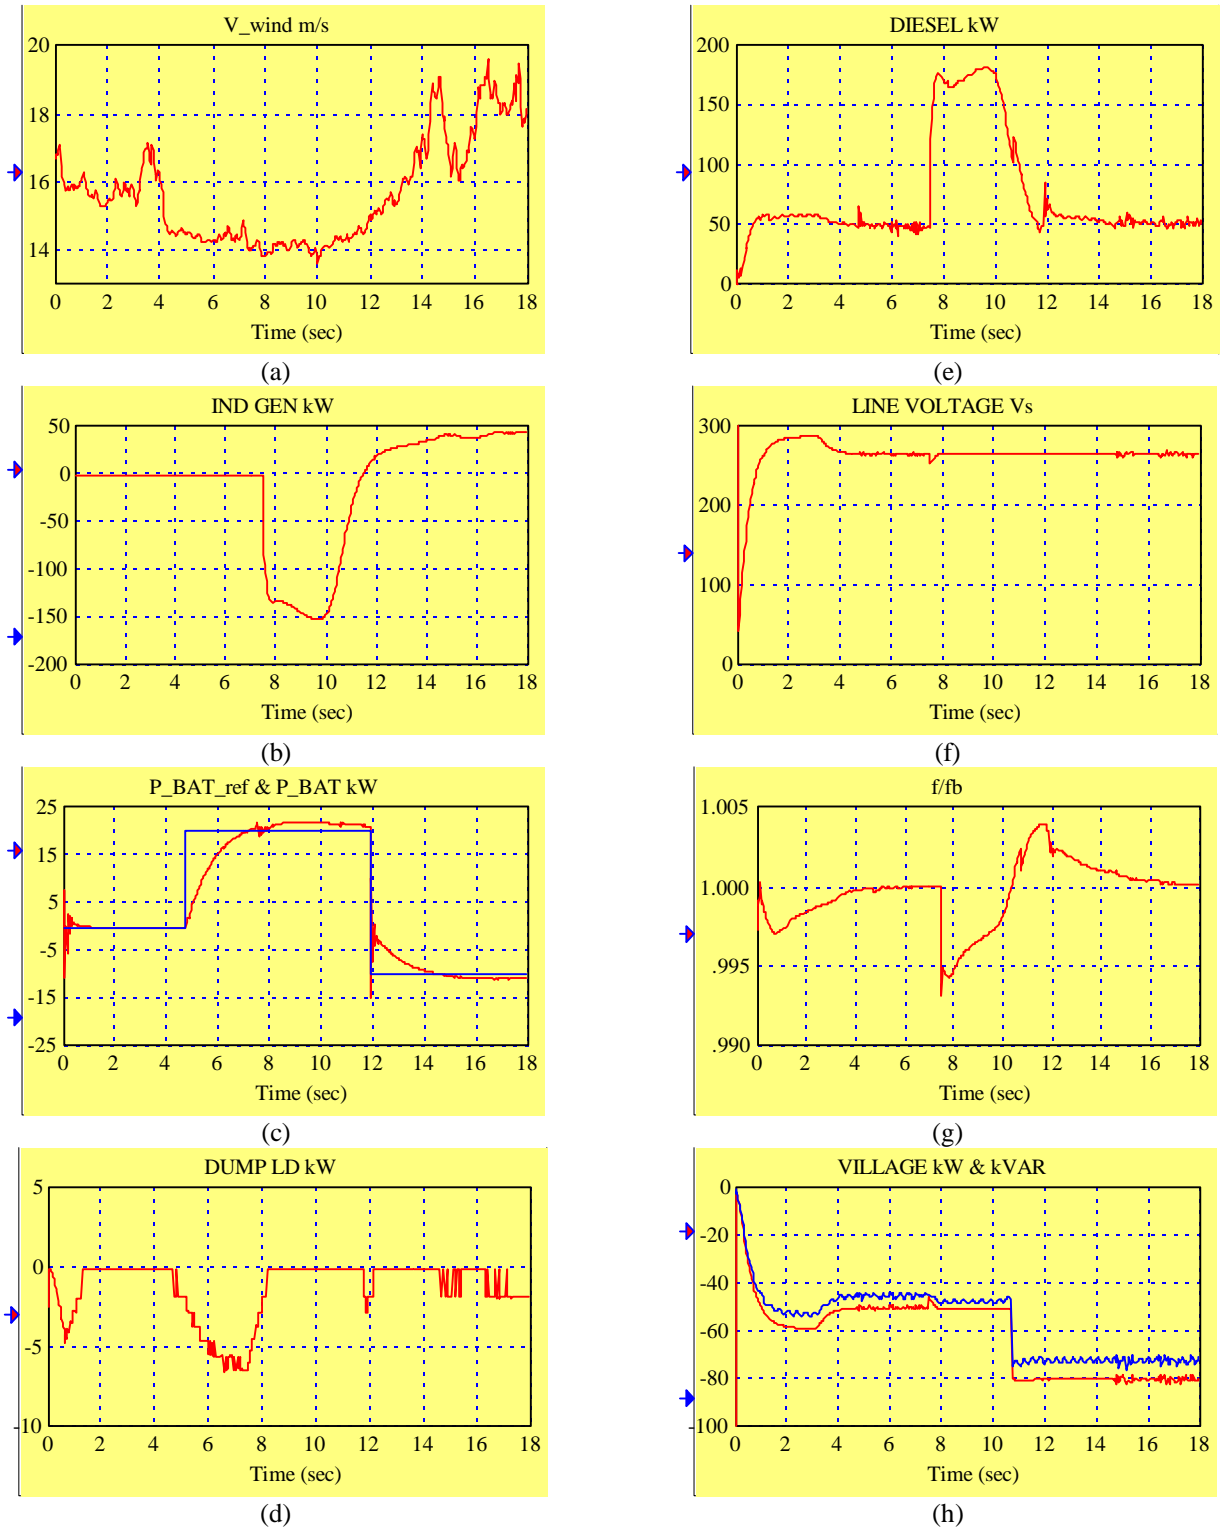 V_wind m/s
20
18
16
14
13
0 2 4 6 8 10 12 14 16 18
Time (sec)
(a)
DIESEL kW
200
150
100
50
0
0 2 4 6 8 10 12 14 16 18
Time (sec)
(e)
IND GEN kW
50
0
-50
-100
-150
-200
0 2 4 6 8 10 12 14 16 18
Time (sec)
(b)
LINE VOLTAGE Vs
300
200
100
0
0 2 4 6 8 10 12 14 16 18
Time (sec)
(f)
P_BAT_ref & P_BAT kW
25
15
5
-5
-15
-25
0 2 4 6 8 10 12 14 16 18
Time (sec)
(c)
f/fb
1.005
1.000
.995
.990
0 2 4 6 8 10 12 14 16 18
Time (sec)
(g)
DUMP LD kW
5
0
-5
-10
0 2 4 6 8 10 12 14 16 18
Time (sec)
(d)
VILLAGE kW & kVAR
0
-20
-40
-60
-80
-100
0 2 4 6 8 10 12 14 16 18
Time (sec)
(h)